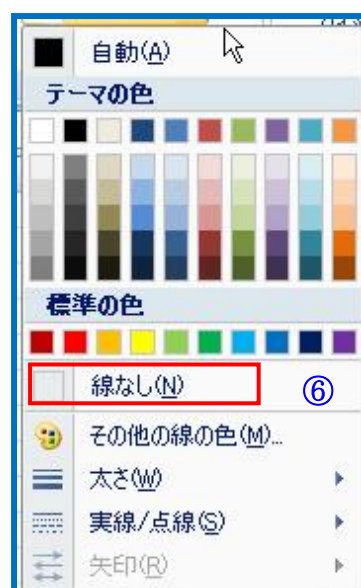 自動(A)
テーマの色
標準の色
線なし(N)
⑥
その他の線の色(M)...
太さ(W)
実線/点線(S)
矢印(R)